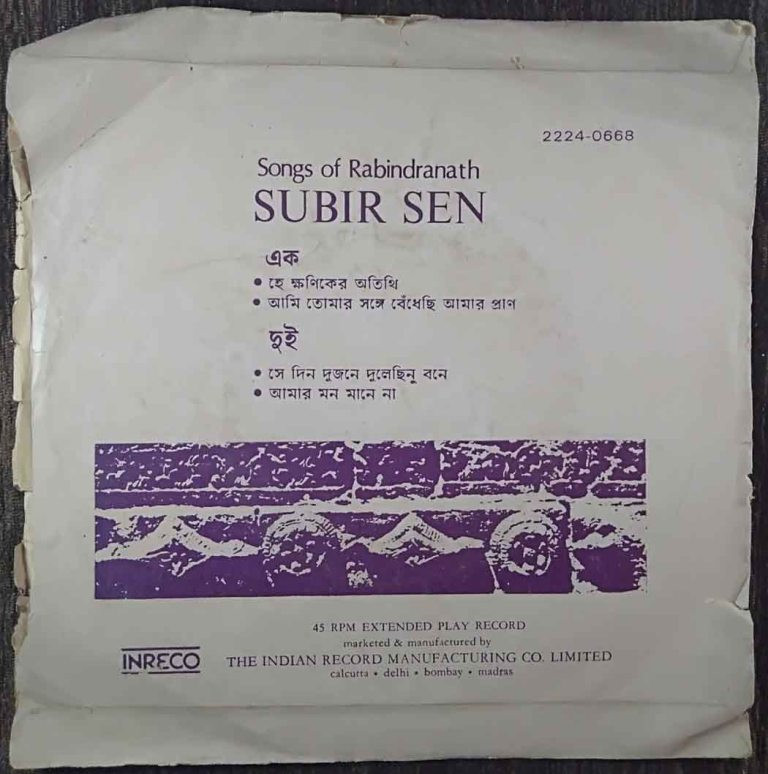 2224-0668
Songs of Rabindranath
SUBIR SEN
এক
• হে ক্ষণিকের অতিথি
• আমি তোমার সঙ্গে বেঁধেছি আমার প্রাণ
দুই
• সে দিন দুজনে দুলেছিনু বনে
• আমার মন মানে না
45 RPM EXTENDED PLAY RECORD
marketed & manufactured by
INRECO THE INDIAN RECORD MANUFACTURING CO. LIMITED
calcutta • delhi • bombay • madras